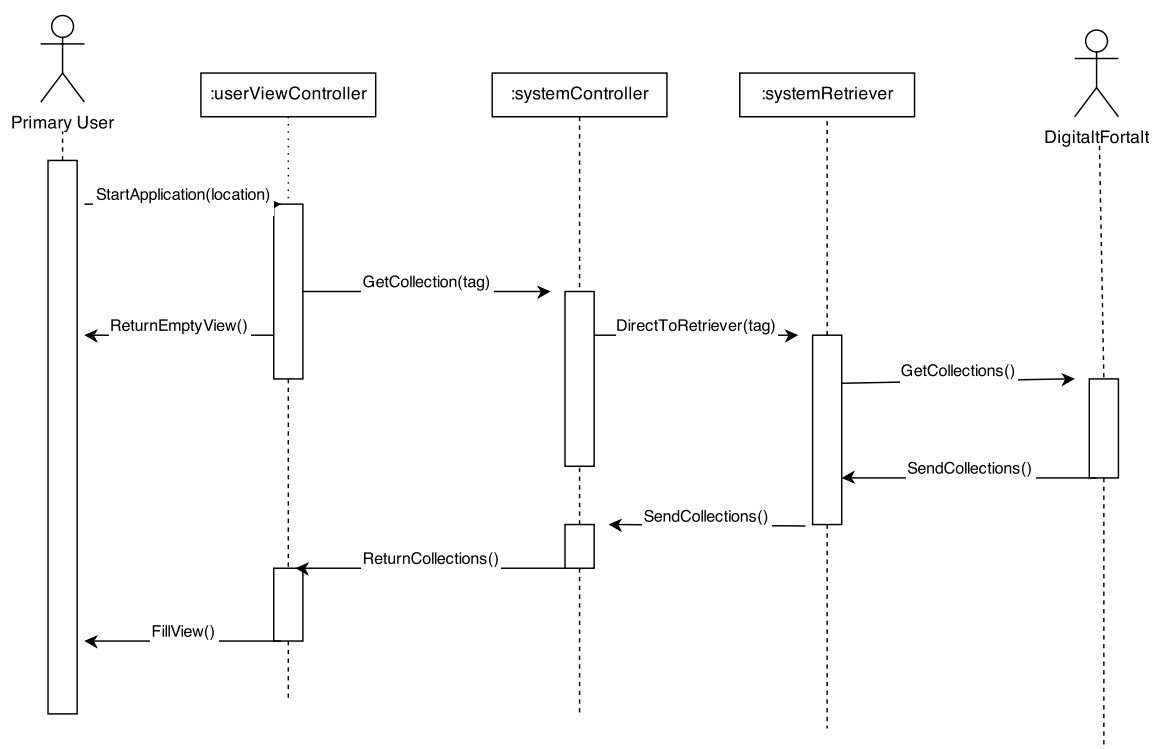 :userViewController
:systemController
:systemRetriever
Primary User
DigitaltFortalt
StartApplication(location)
GetCollection(tag)
ReturnEmptyView()
DirectToRetriever(tag)
GetCollections()
SendCollections()
SendCollections()
ReturnCollections()
FillView()